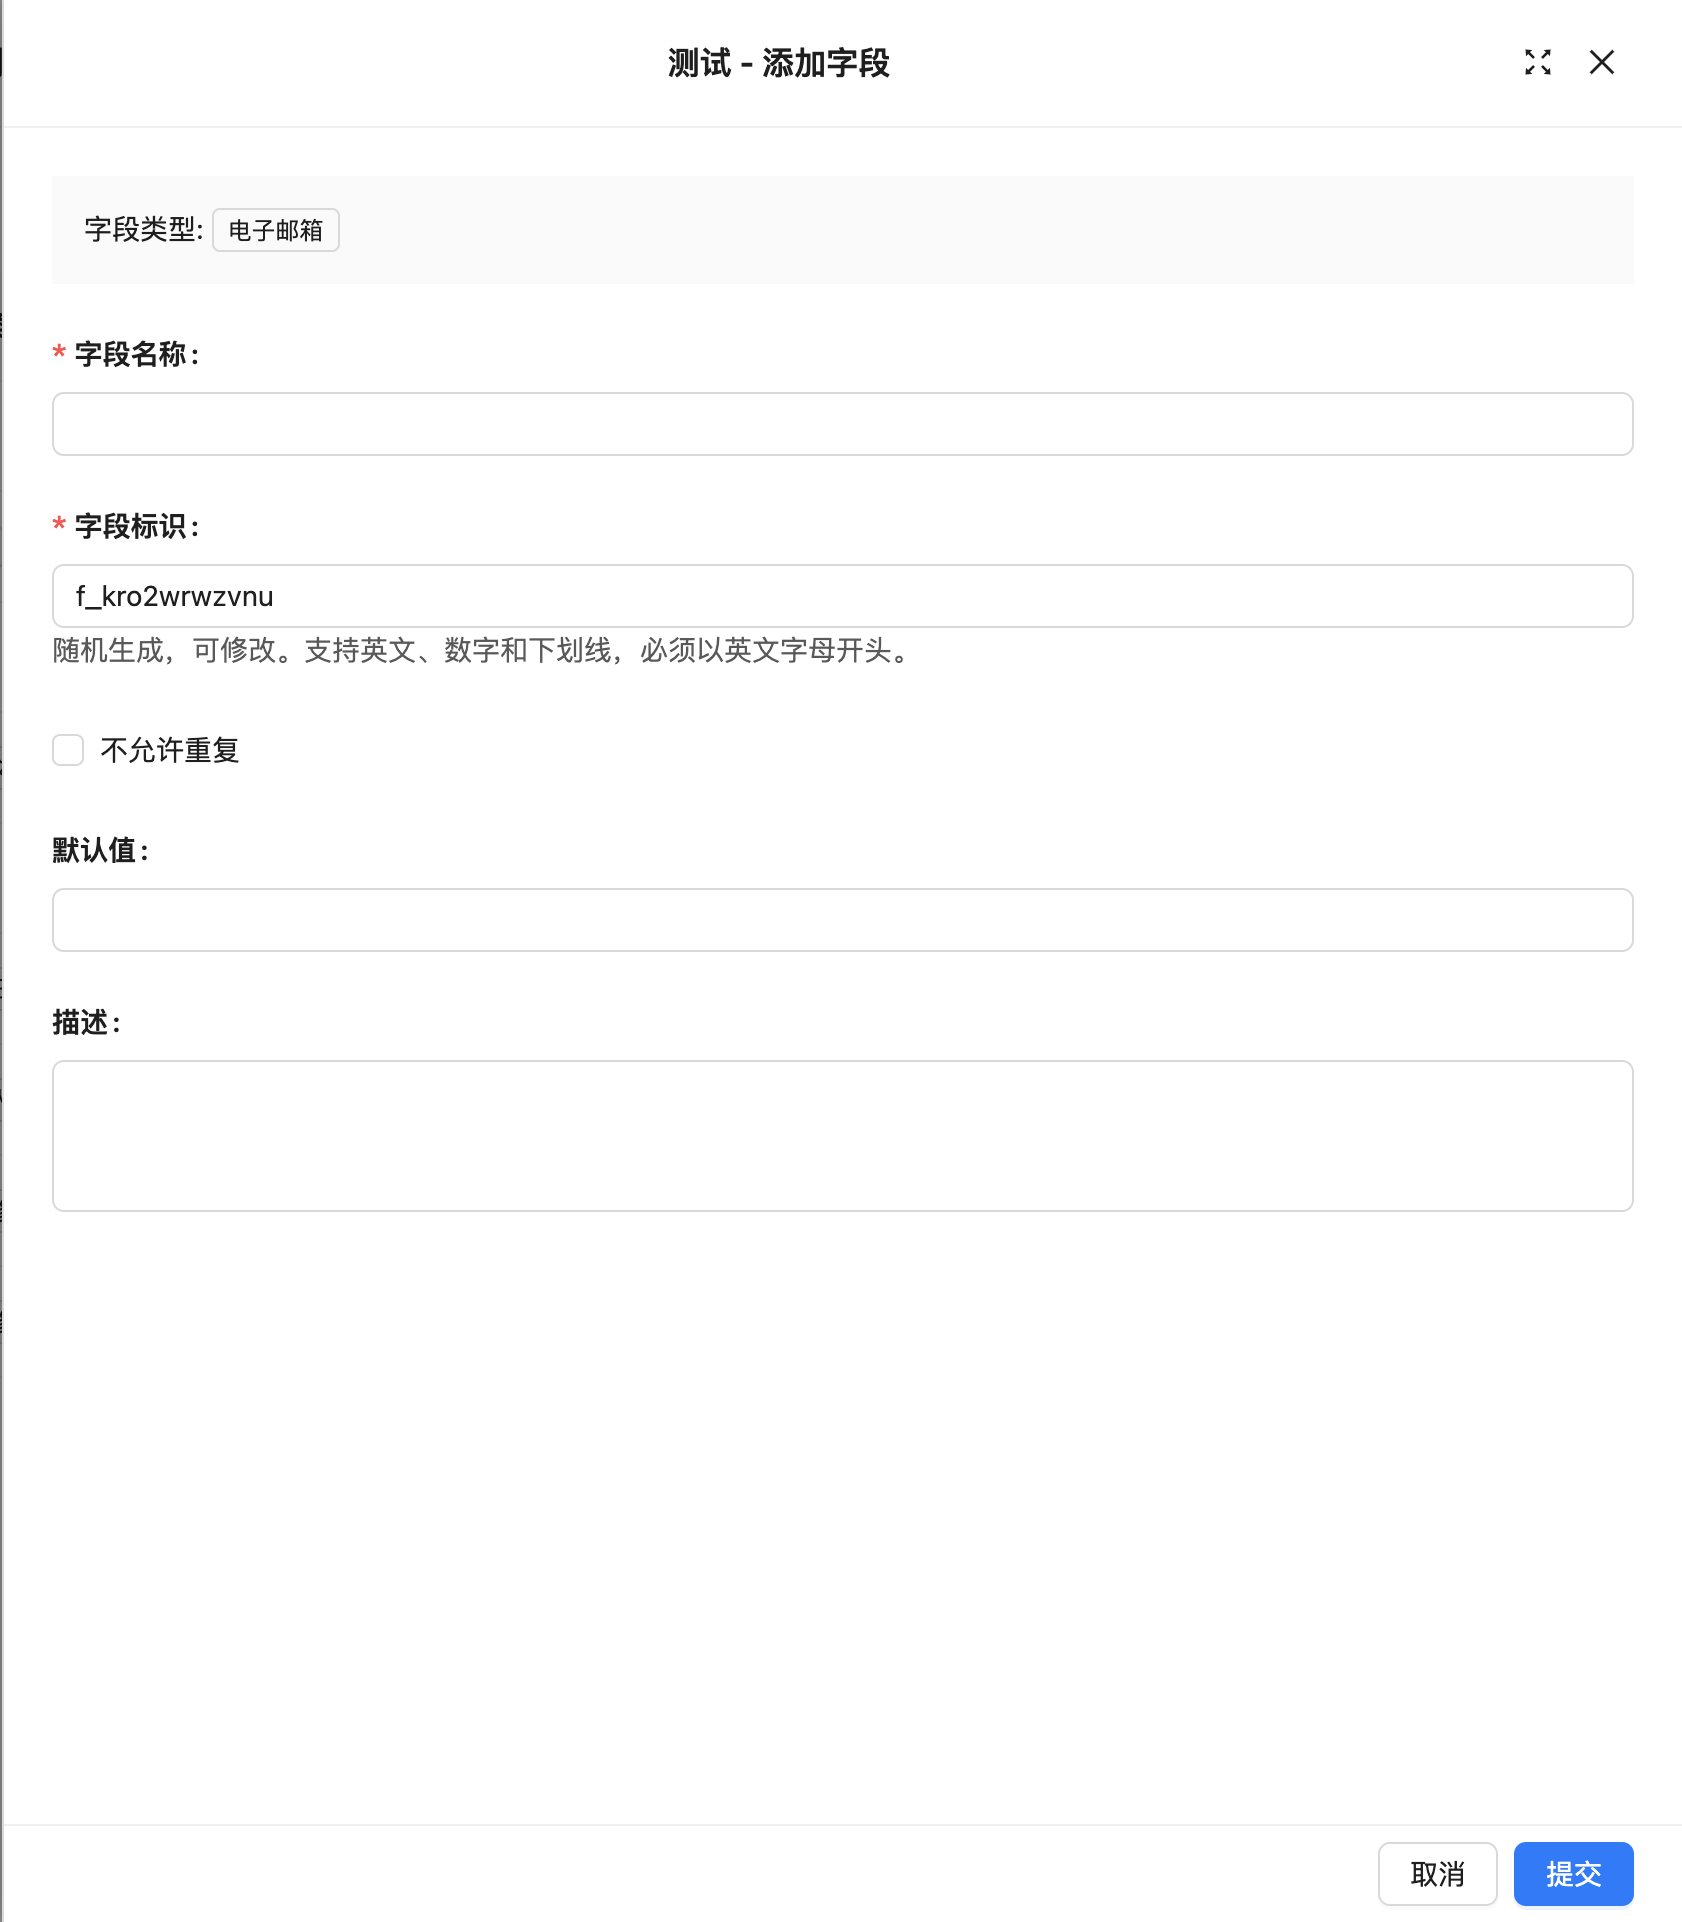 测试 - 添加字段
字段类型: 电子邮箱
* 字段名称:
* 字段标识:
f_kro2wrwzvnu
随机生成，可修改。支持英文、数字和下划线，必须以英文字母开头。
不允许重复
默认值:
描述:
取消 提交